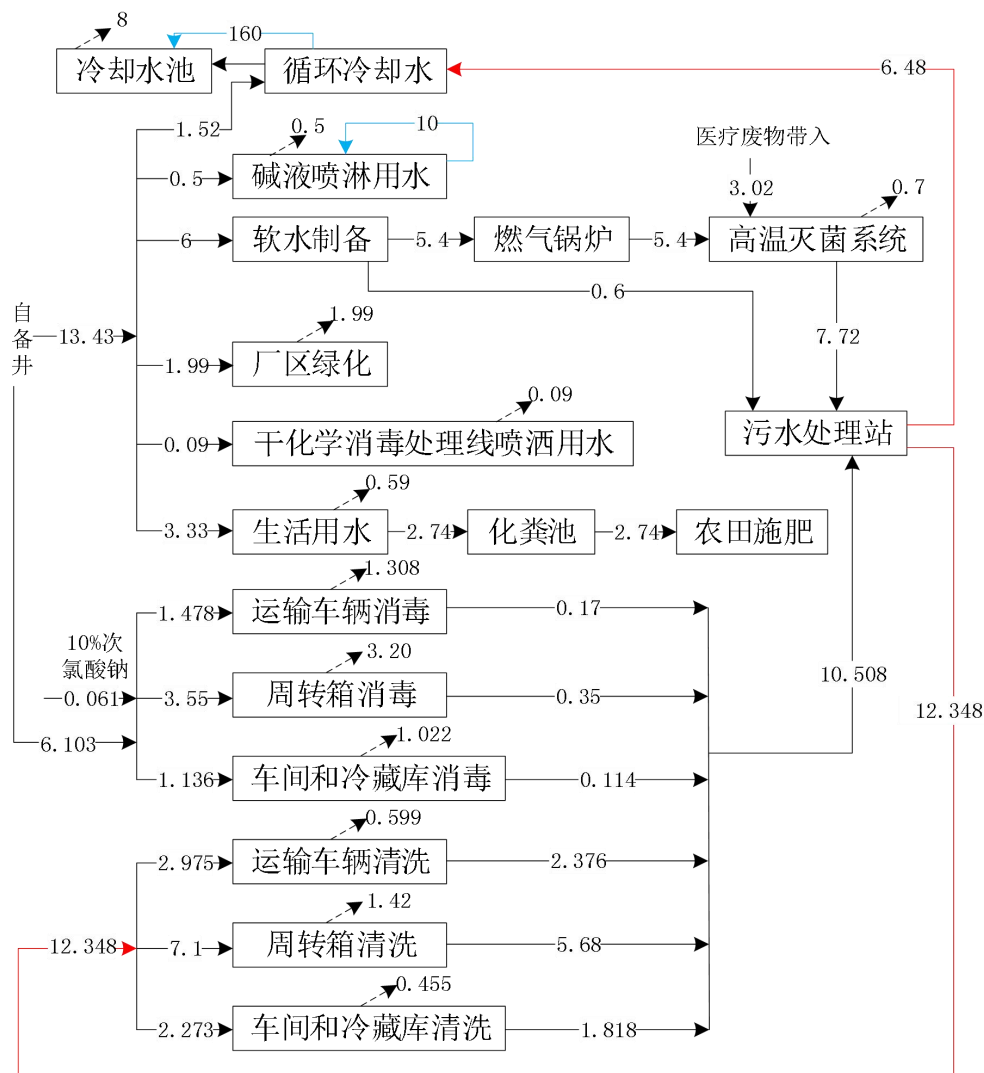 8
160
冷却水池
循环冷却水
6.48
1.52
0.5
10
医疗废物带入
0.5
碱液喷淋用水
3.02
0.7
6
软水制备
5.4
燃气锅炉
5.4
高温灭菌系统
0.6
自备井
13.43
1.99
7.72
1.99
厂区绿化
0.09
0.09
干化学消毒处理线喷洒用水
污水处理站
0.59
3.33
生活用水
2.74
化粪池
2.74
农田施肥
1.308
1.478
运输车辆消毒
0.17
10%次
氯酸钠
3.20
10.508
0.061
3.55
周转箱消毒
0.35
12.348
6.103
1.022
1.136
车间和冷藏库消毒
0.114
0.599
2.975
运输车辆清洗
2.376
1.42
12.348
7.1
周转箱清洗
5.68
0.455
2.273
车间和冷藏库清洗
1.818